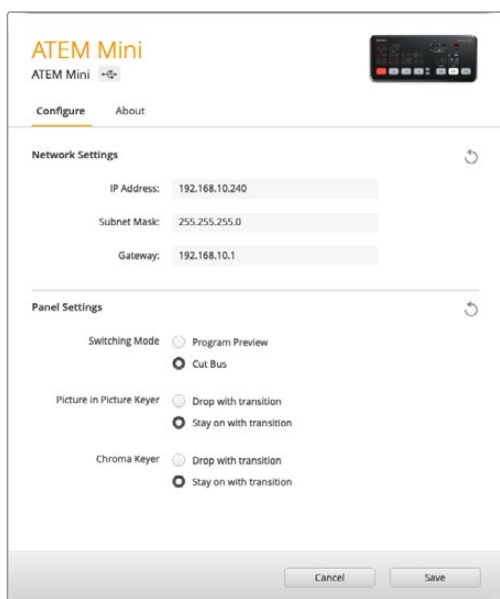 ATEM Mini
ATEM Mini
Configure About
Network Settings
IP Address: 192.168.10.240
Subnet Mask: 255.255.255.0
Gateway: 192.168.10.1
Panel Settings
Switching Mode Program Preview
Cut Bus
Picture in Picture Keyer Drop with transition
Stay on with transition
Chroma Keyer Drop with transition
Stay on with transition
Cancel Save